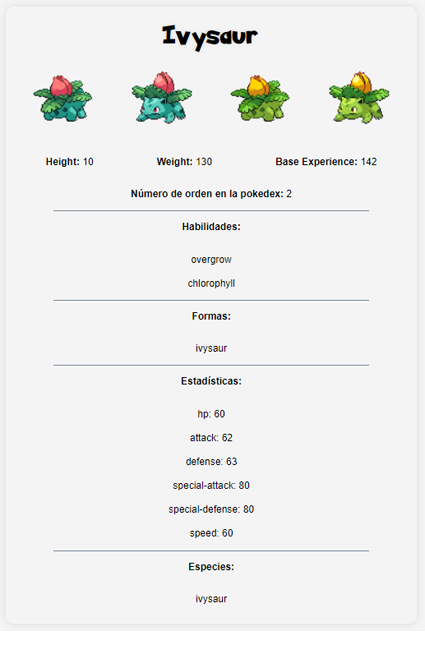 Ivysaur
Height: 10 Weight: 130 Base Experience: 142
Número de orden en la pokedex: 2
Habilidades:
overgrow
chlorophyll
Formas:
ivysaur
Estadísticas:
hp: 60
attack: 62
defense: 63
special-attack: 80
special-defense: 80
speed: 60
Especies:
ivysaur